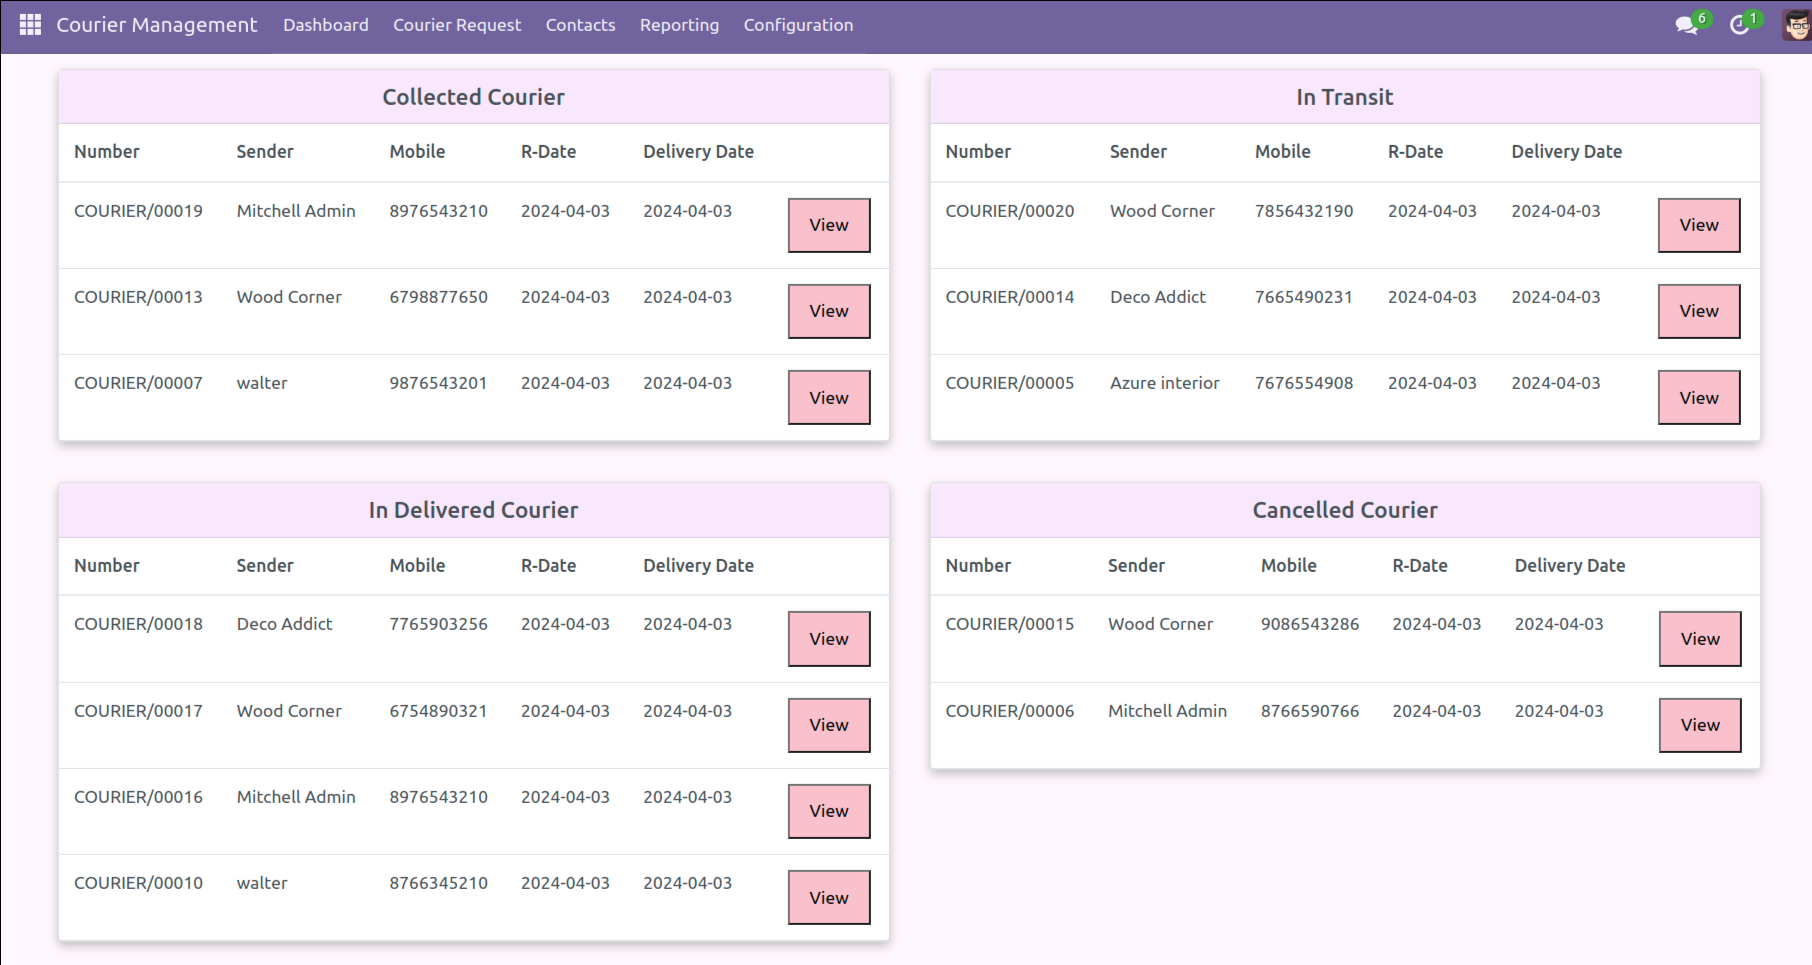 Courier Management Dashboard Courier Request Contacts Reporting Configuration 6 1
Collected Courier
Number Sender Mobile R-Date Delivery Date
COURIER/00019 Mitchell Admin 8976543210 2024-04-03 2024-04-03 View
COURIER/00013 Wood Corner 6798877650 2024-04-03 2024-04-03 View
COURIER/00007 walter 9876543201 2024-04-03 2024-04-03 View
In Transit
Number Sender Mobile R-Date Delivery Date
COURIER/00020 Wood Corner 7856432190 2024-04-03 2024-04-03 View
COURIER/00014 Deco Addict 7665490231 2024-04-03 2024-04-03 View
COURIER/00005 Azure interior 7676554908 2024-04-03 2024-04-03 View
In Delivered Courier
Number Sender Mobile R-Date Delivery Date
COURIER/00018 Deco Addict 7765903256 2024-04-03 2024-04-03 View
COURIER/00017 Wood Corner 6754890321 2024-04-03 2024-04-03 View
COURIER/00016 Mitchell Admin 8976543210 2024-04-03 2024-04-03 View
COURIER/00010 walter 8766345210 2024-04-03 2024-04-03 View
Cancelled Courier
Number Sender Mobile R-Date Delivery Date
COURIER/00015 Wood Corner 9086543286 2024-04-03 2024-04-03 View
COURIER/00006 Mitchell Admin 8766590766 2024-04-03 2024-04-03 View